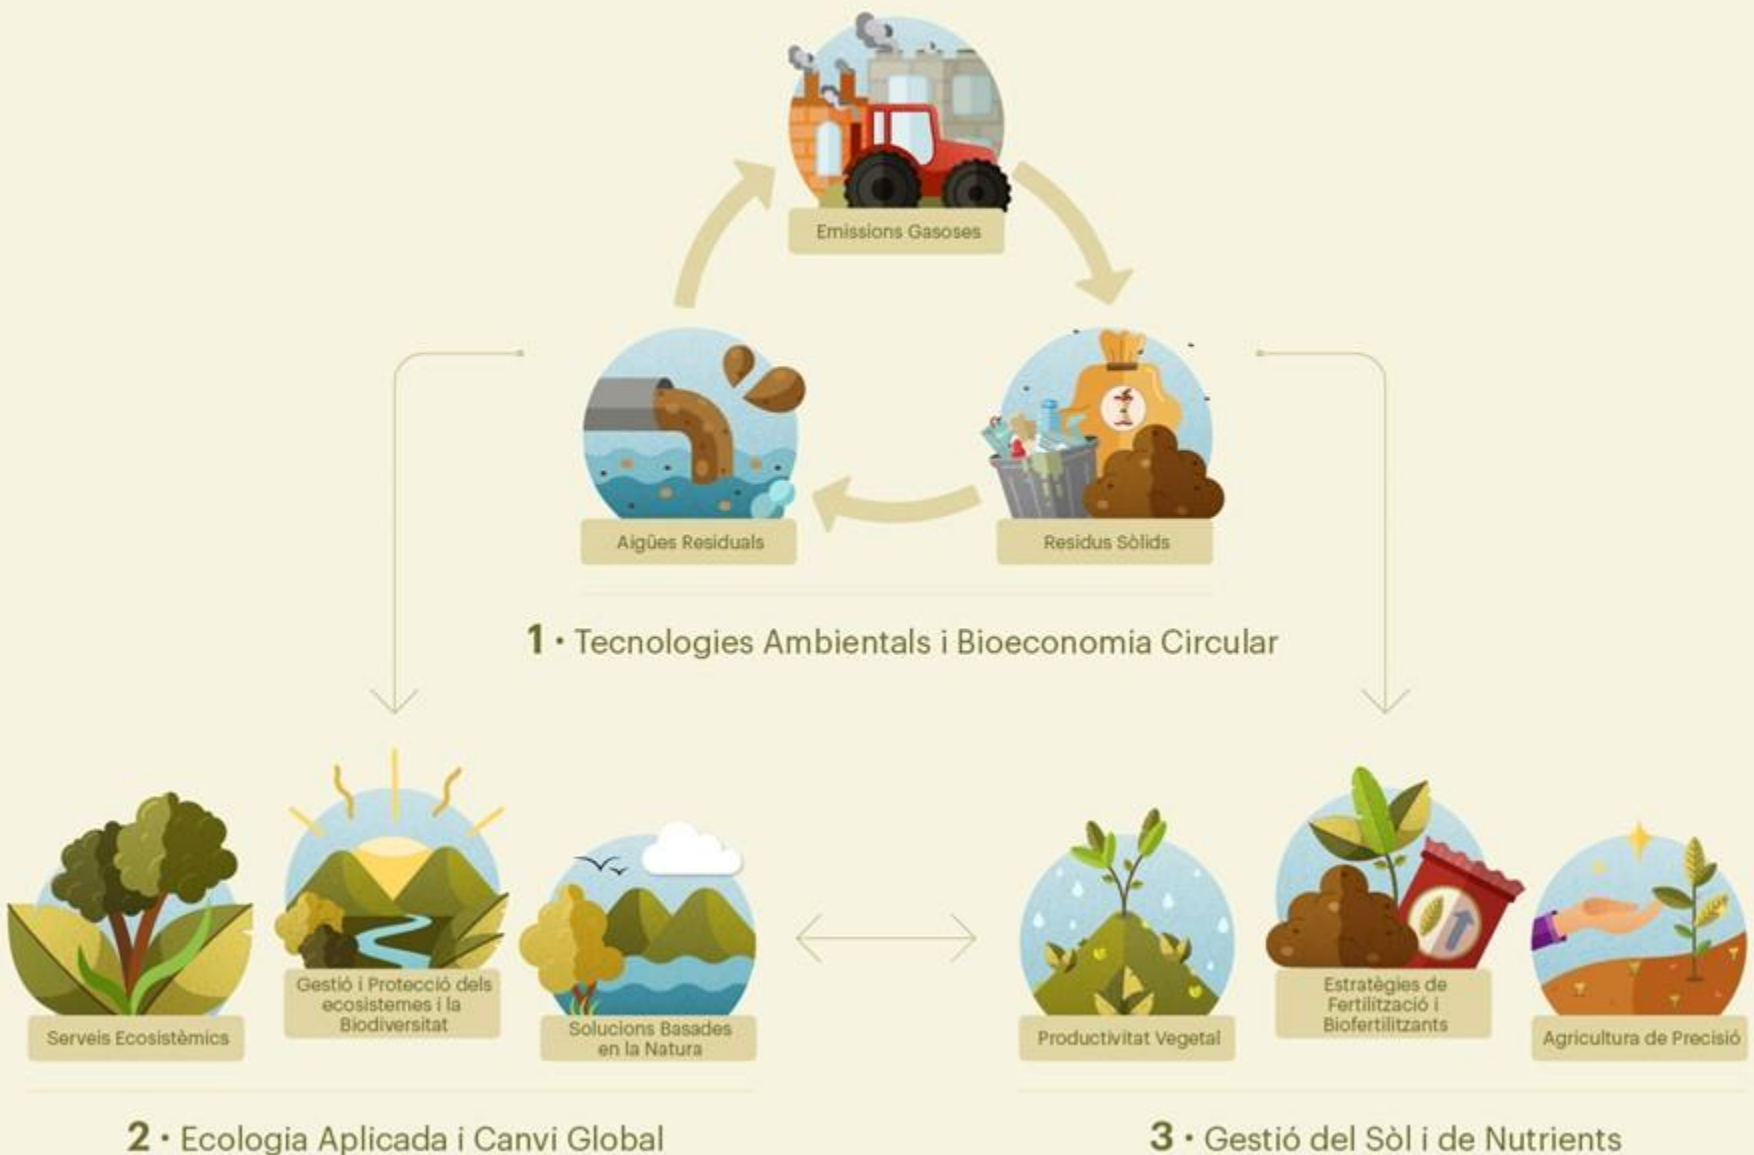 Emissions Gasoses
Aigües Residuals
Residus Sòlids
1 · Tecnologies Ambientals i Bioeconomia Circular
Serveis Ecosistèmics
Gestió i Protecció dels
ecosistemes i la
Biodiversitat
Solucions Basades
en la Natura
2 · Ecologia Aplicada i Canvi Global
Productivitat Vegetal
Estratègies de
Fertilització i
Biofertilitzants
Agricultura de Precisió
3 · Gestió del Sòl i de Nutrients